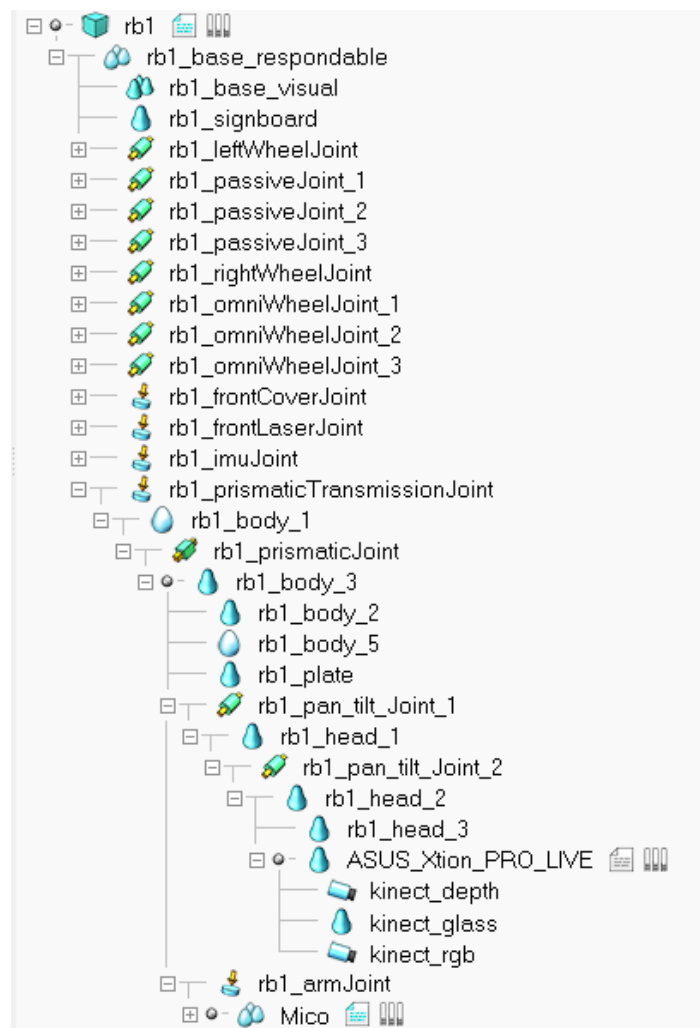 rb1
rb1_base_respondable
rb1_base_visual
rb1_signboard
rb1_leftWheelJoint
rb1_passiveJoint_1
rb1_passiveJoint_2
rb1_passiveJoint_3
rb1_rightWheelJoint
rb1_omniWheelJoint_1
rb1_omniWheelJoint_2
rb1_omniWheelJoint_3
rb1_frontCoverJoint
rb1_frontLaserJoint
rb1_imuJoint
rb1_prismaticTransmissionJoint
rb1_body_1
rb1_prismaticJoint
rb1_body_3
rb1_body_2
rb1_body_5
rb1_plate
rb1_pan_tilt_Joint_1
rb1_head_1
rb1_pan_tilt_Joint_2
rb1_head_2
rb1_head_3
ASUS_Xtion_PRO_LIVE
kinect_depth
kinect_glass
kinect_rgb
rb1_armJoint
Mico